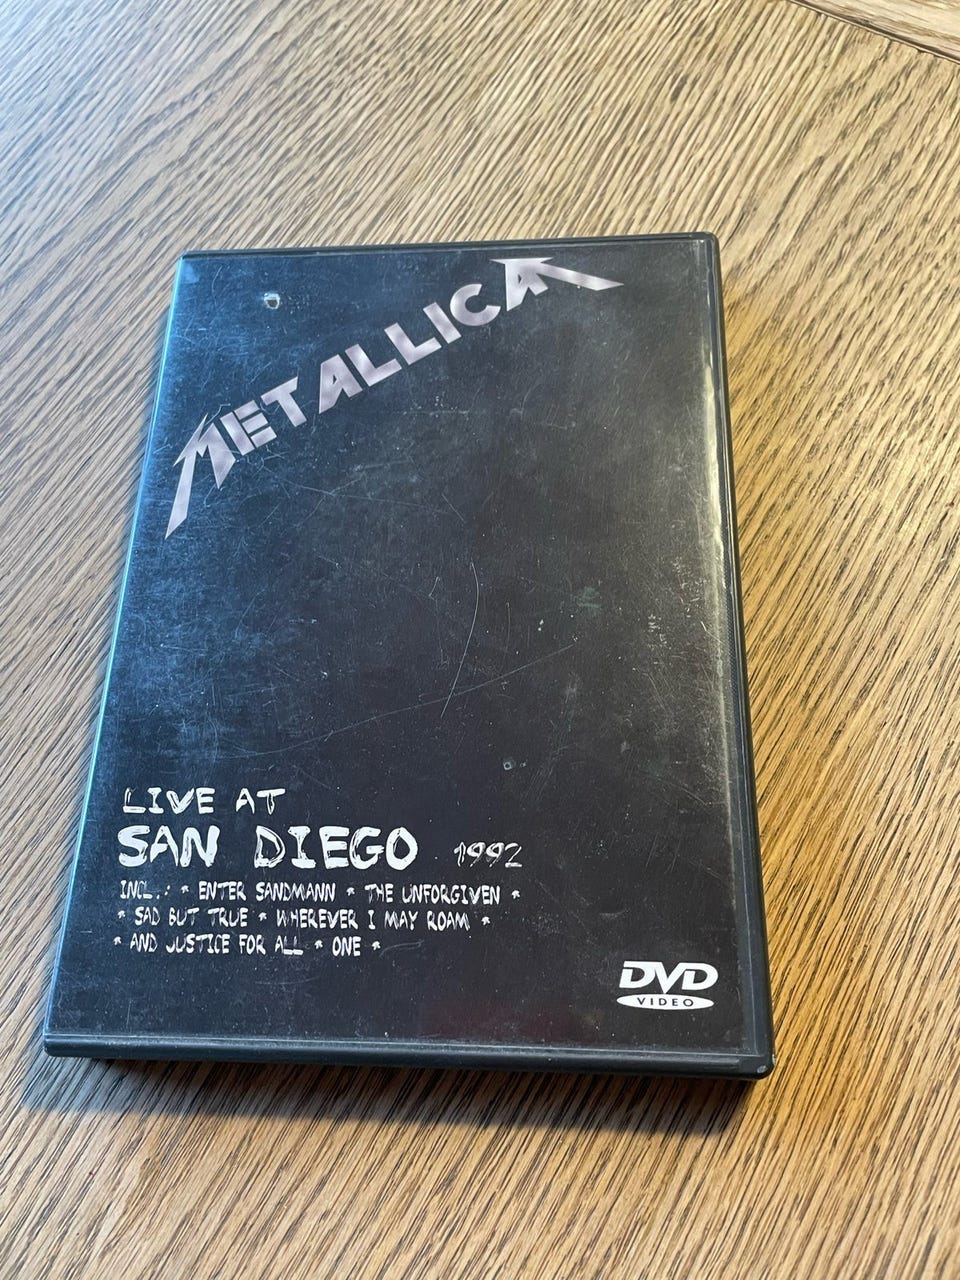 METALLICA
LIVE AT
SAN DIEGO 1992
INCL.: * ENTER SANDMANN * THE UNFORGIVEN *
* SAD BUT TRUE * WHEREVER I MAY ROAM *
* AND JUSTICE FOR ALL * ONE *
DVD
VIDEO